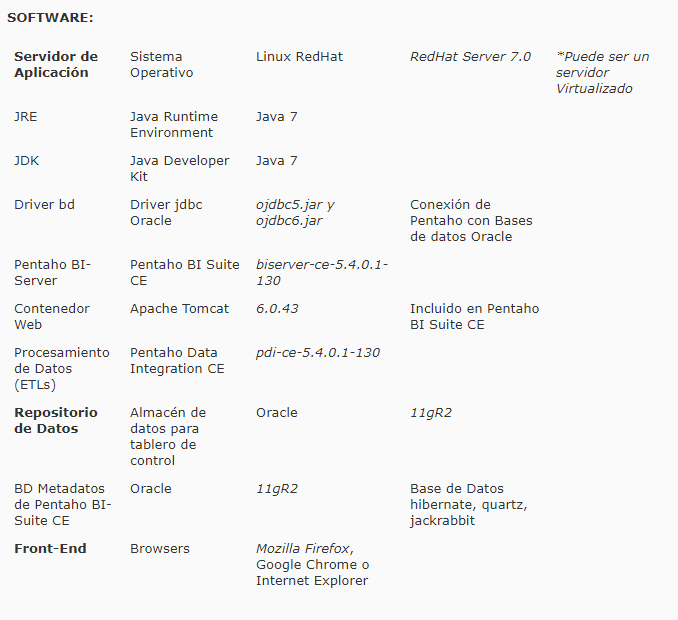 SOFTWARE:
Servidor de
Aplicación
Sistema
Operativo
Linux RedHat
RedHat Server 7.0
*Puede ser un
servidor
Virtualizado
JRE
Java Runtime
Environment
Java 7
JDK
Java Developer
Kit
Java 7
Driver bd
Driver jdbc
Oracle
ojdbc5.jar y
ojdbc6.jar
Conexión de
Pentaho con Bases
de datos Oracle
Pentaho BI-
Server
Pentaho BI Suite
CE
biserver-ce-5.4.0.1-
130
Contenedor
Web
Apache Tomcat
6.0.43
Incluido en Pentaho
BI Suite CE
Procesamiento
de Datos
(ETLs)
Pentaho Data
Integration CE
pdi-ce-5.4.0.1-130
Repositorio
de Datos
Almacén de
datos para
tablero de
control
Oracle
11gR2
BD Metadatos
de Pentaho BI-
Suite CE
Oracle
11gR2
Base de Datos
hibernate, quartz,
jackrabbit
Front-End
Browsers
Mozilla Firefox,
Google Chrome o
Internet Explorer